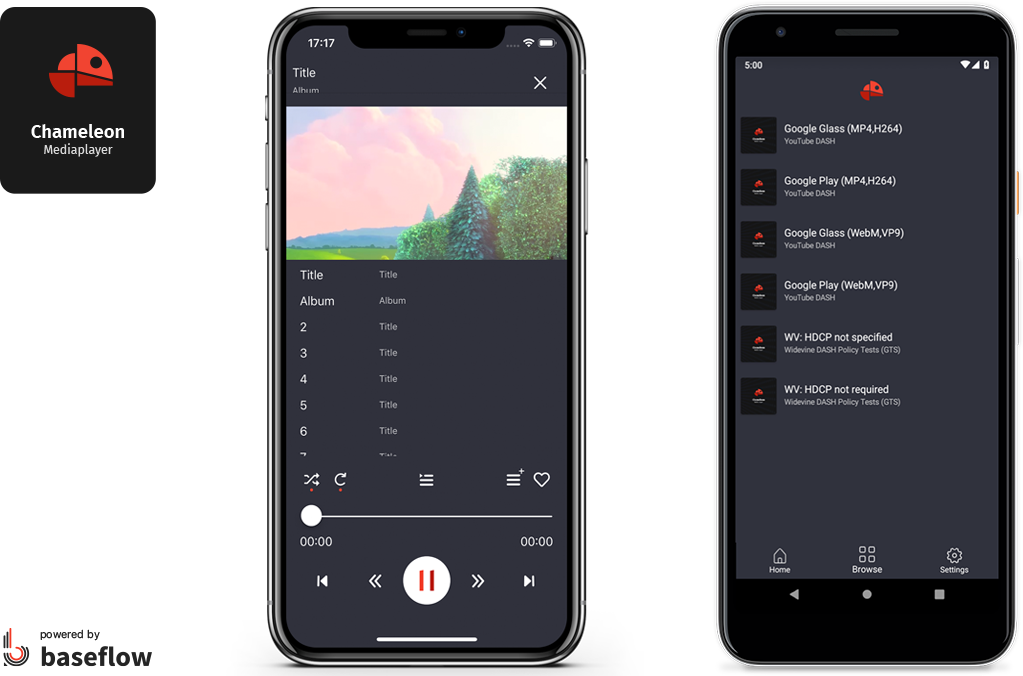 Chameleon
Mediaplayer
powered by
baseflow
17:17
Title
Album
Title Title
Album Album
2 Title
3 Title
4 Title
5 Title
6 Title
00:00 00:00
5:00
Google Glass (MP4,H264)
YouTube DASH
Google Play (MP4,H264)
YouTube DASH
Google Glass (WebM,VP9)
YouTube DASH
Google Play (WebM,VP9)
YouTube DASH
WV: HDCP not specified
Widevine DASH Policy Tests (GTS)
WV: HDCP not required
Widevine DASH Policy Tests (GTS)
Home Browse Settings